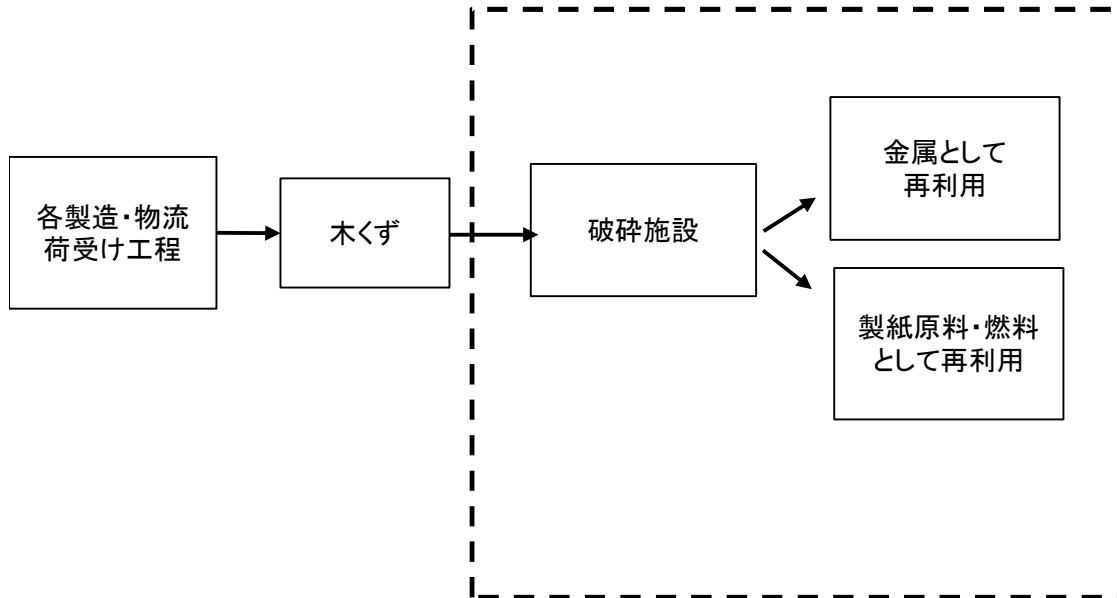 各製造・物流
荷受け工程
木くず
破砕施設
金属として
再利用
製紙原料・燃料
として再利用